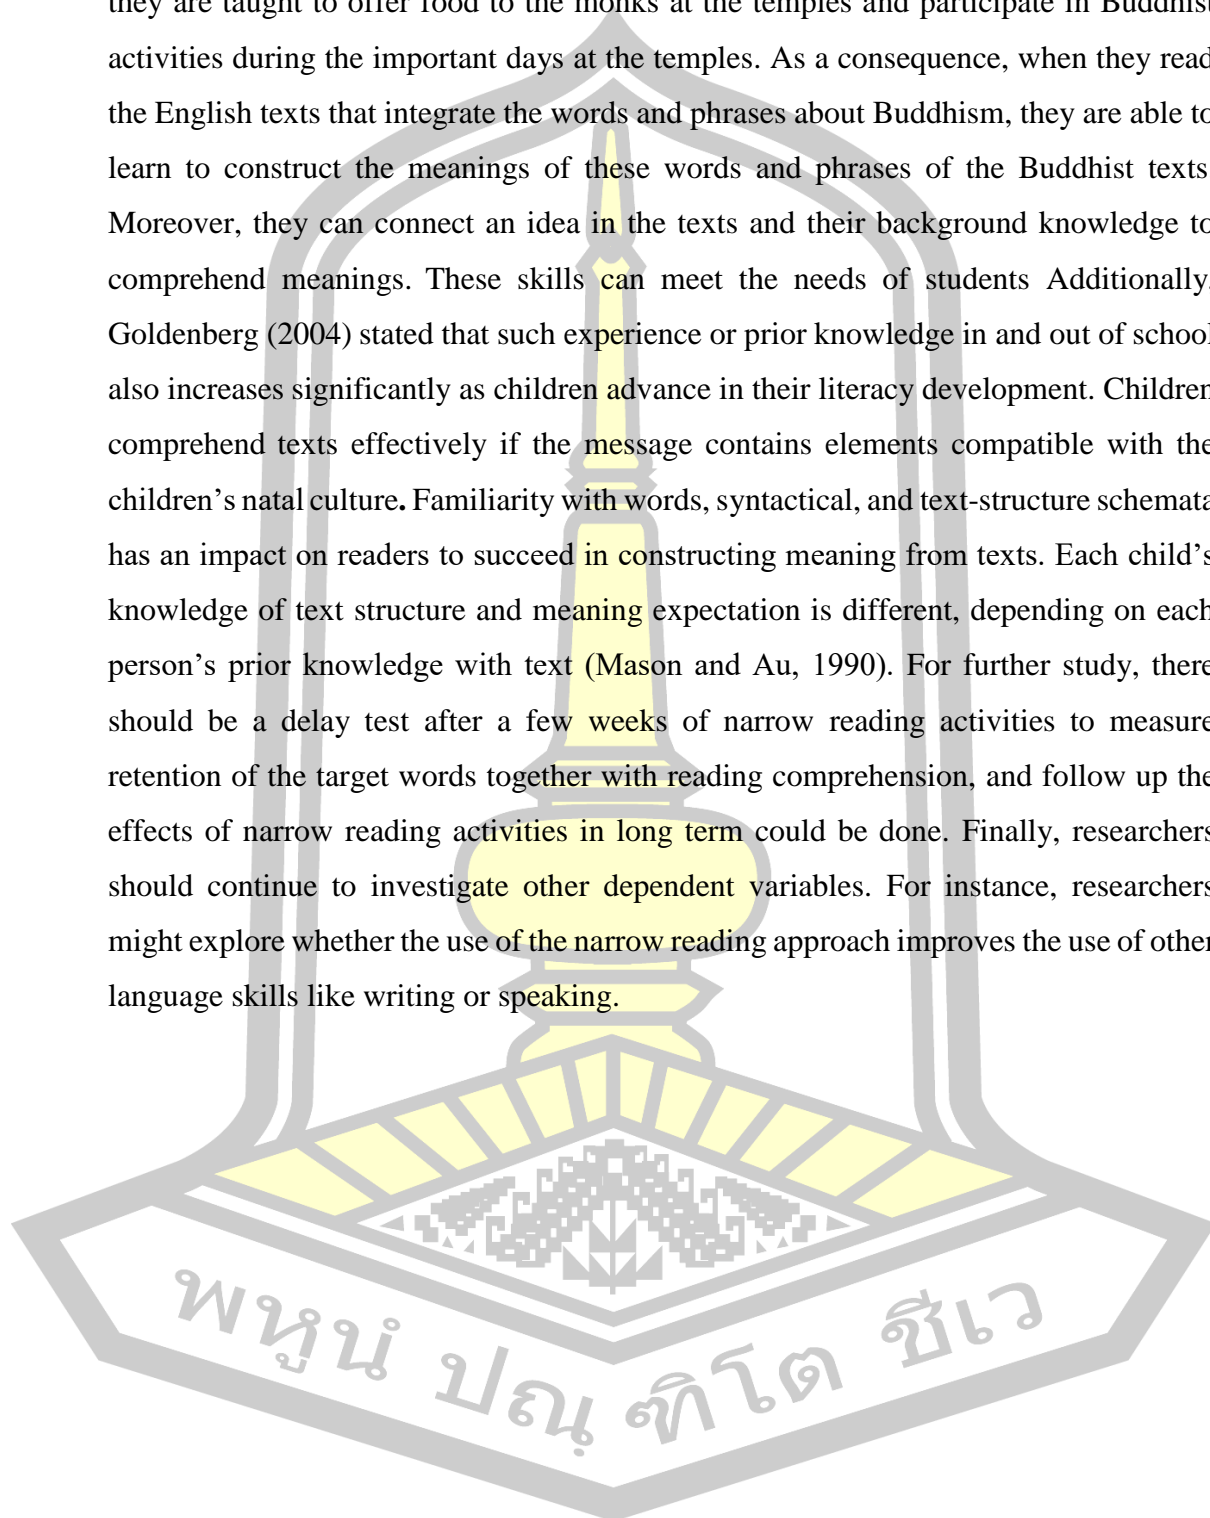 they are taught to offer food to the monks at the temples and participate in Buddhist
activities during the important days at the temples. As a consequence, when they read
the English texts that integrate the words and phrases about Buddhism, they are able to
learn to construct the meanings of these words and phrases of the Buddhist texts
Moreover, they can connect an idea in the texts and their background knowledge to
comprehend meanings. These skills can meet the needs of students Additionally,
Goldenberg (2004) stated that such experience or prior knowledge in and out of school
also increases significantly as children advance in their literacy development. Children
comprehend texts effectively if the message contains elements compatible with the
children’s natal culture. Familiarity with words, syntactical, and text-structure schemata
has an impact on readers to succeed in constructing meaning from texts. Each child’s
knowledge of text structure and meaning expectation is different, depending on each
person’s prior knowledge with text (Mason and Au, 1990). For further study, there
should be a delay test after a few weeks of narrow reading activities to measure
retention of the target words together with reading comprehension, and follow up the
effects of narrow reading activities in long term could be done. Finally, researchers
should continue to investigate other dependent variables. For instance, researchers
might explore whether the use of the narrow reading approach improves the use of other
language skills like writing or speaking.
พหูนํ ปณฺฑิโต ชีเว